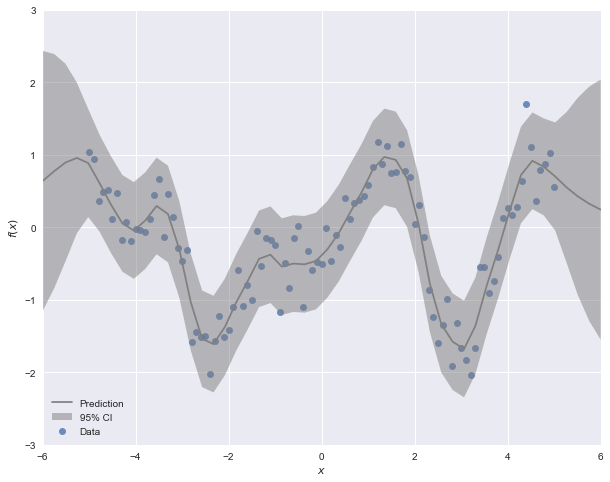 3
2
1
0
−1
−2
−3
f(x)
Prediction
95% CI
Data
−6
−4
−2
0
2
4
6
x